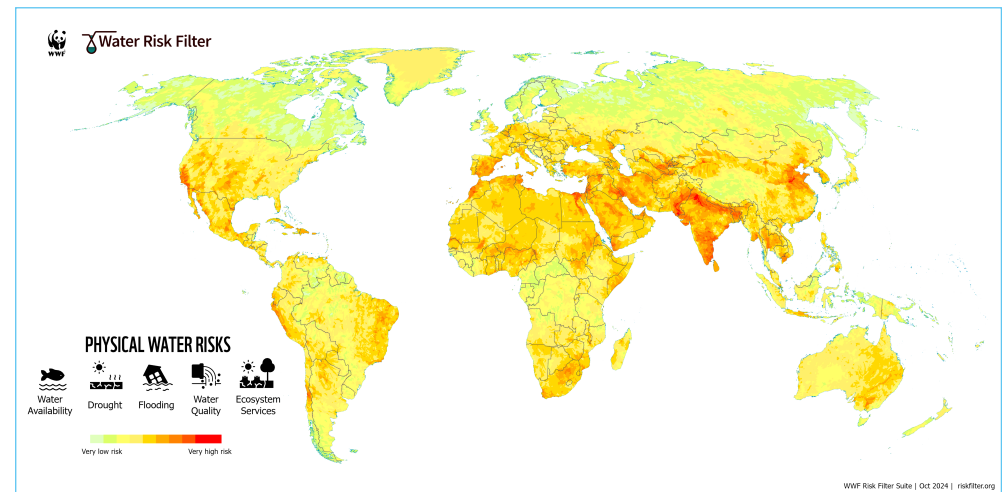 WWF
Water Risk Filter
PHYSICAL WATER RISKS
Water
Availability
Drought
Flooding
Water
Quality
Ecosystem
Services
Very low risk
Very high risk
WWF Risk Filter Suite | Oct 2024 | riskfilter.org